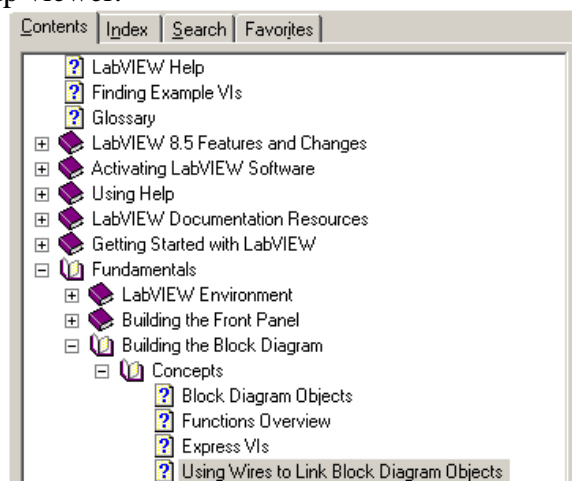 p viewer.
Contents Index Search Favorites
LabVIEW Help
Finding Example VIs
Glossary
LabVIEW 8.5 Features and Changes
Activating LabVIEW Software
Using Help
LabVIEW Documentation Resources
Getting Started with LabVIEW
Fundamentals
LabVIEW Environment
Building the Front Panel
Building the Block Diagram
Concepts
Block Diagram Objects
Functions Overview
Express VIs
Using Wires to Link Block Diagram Objects